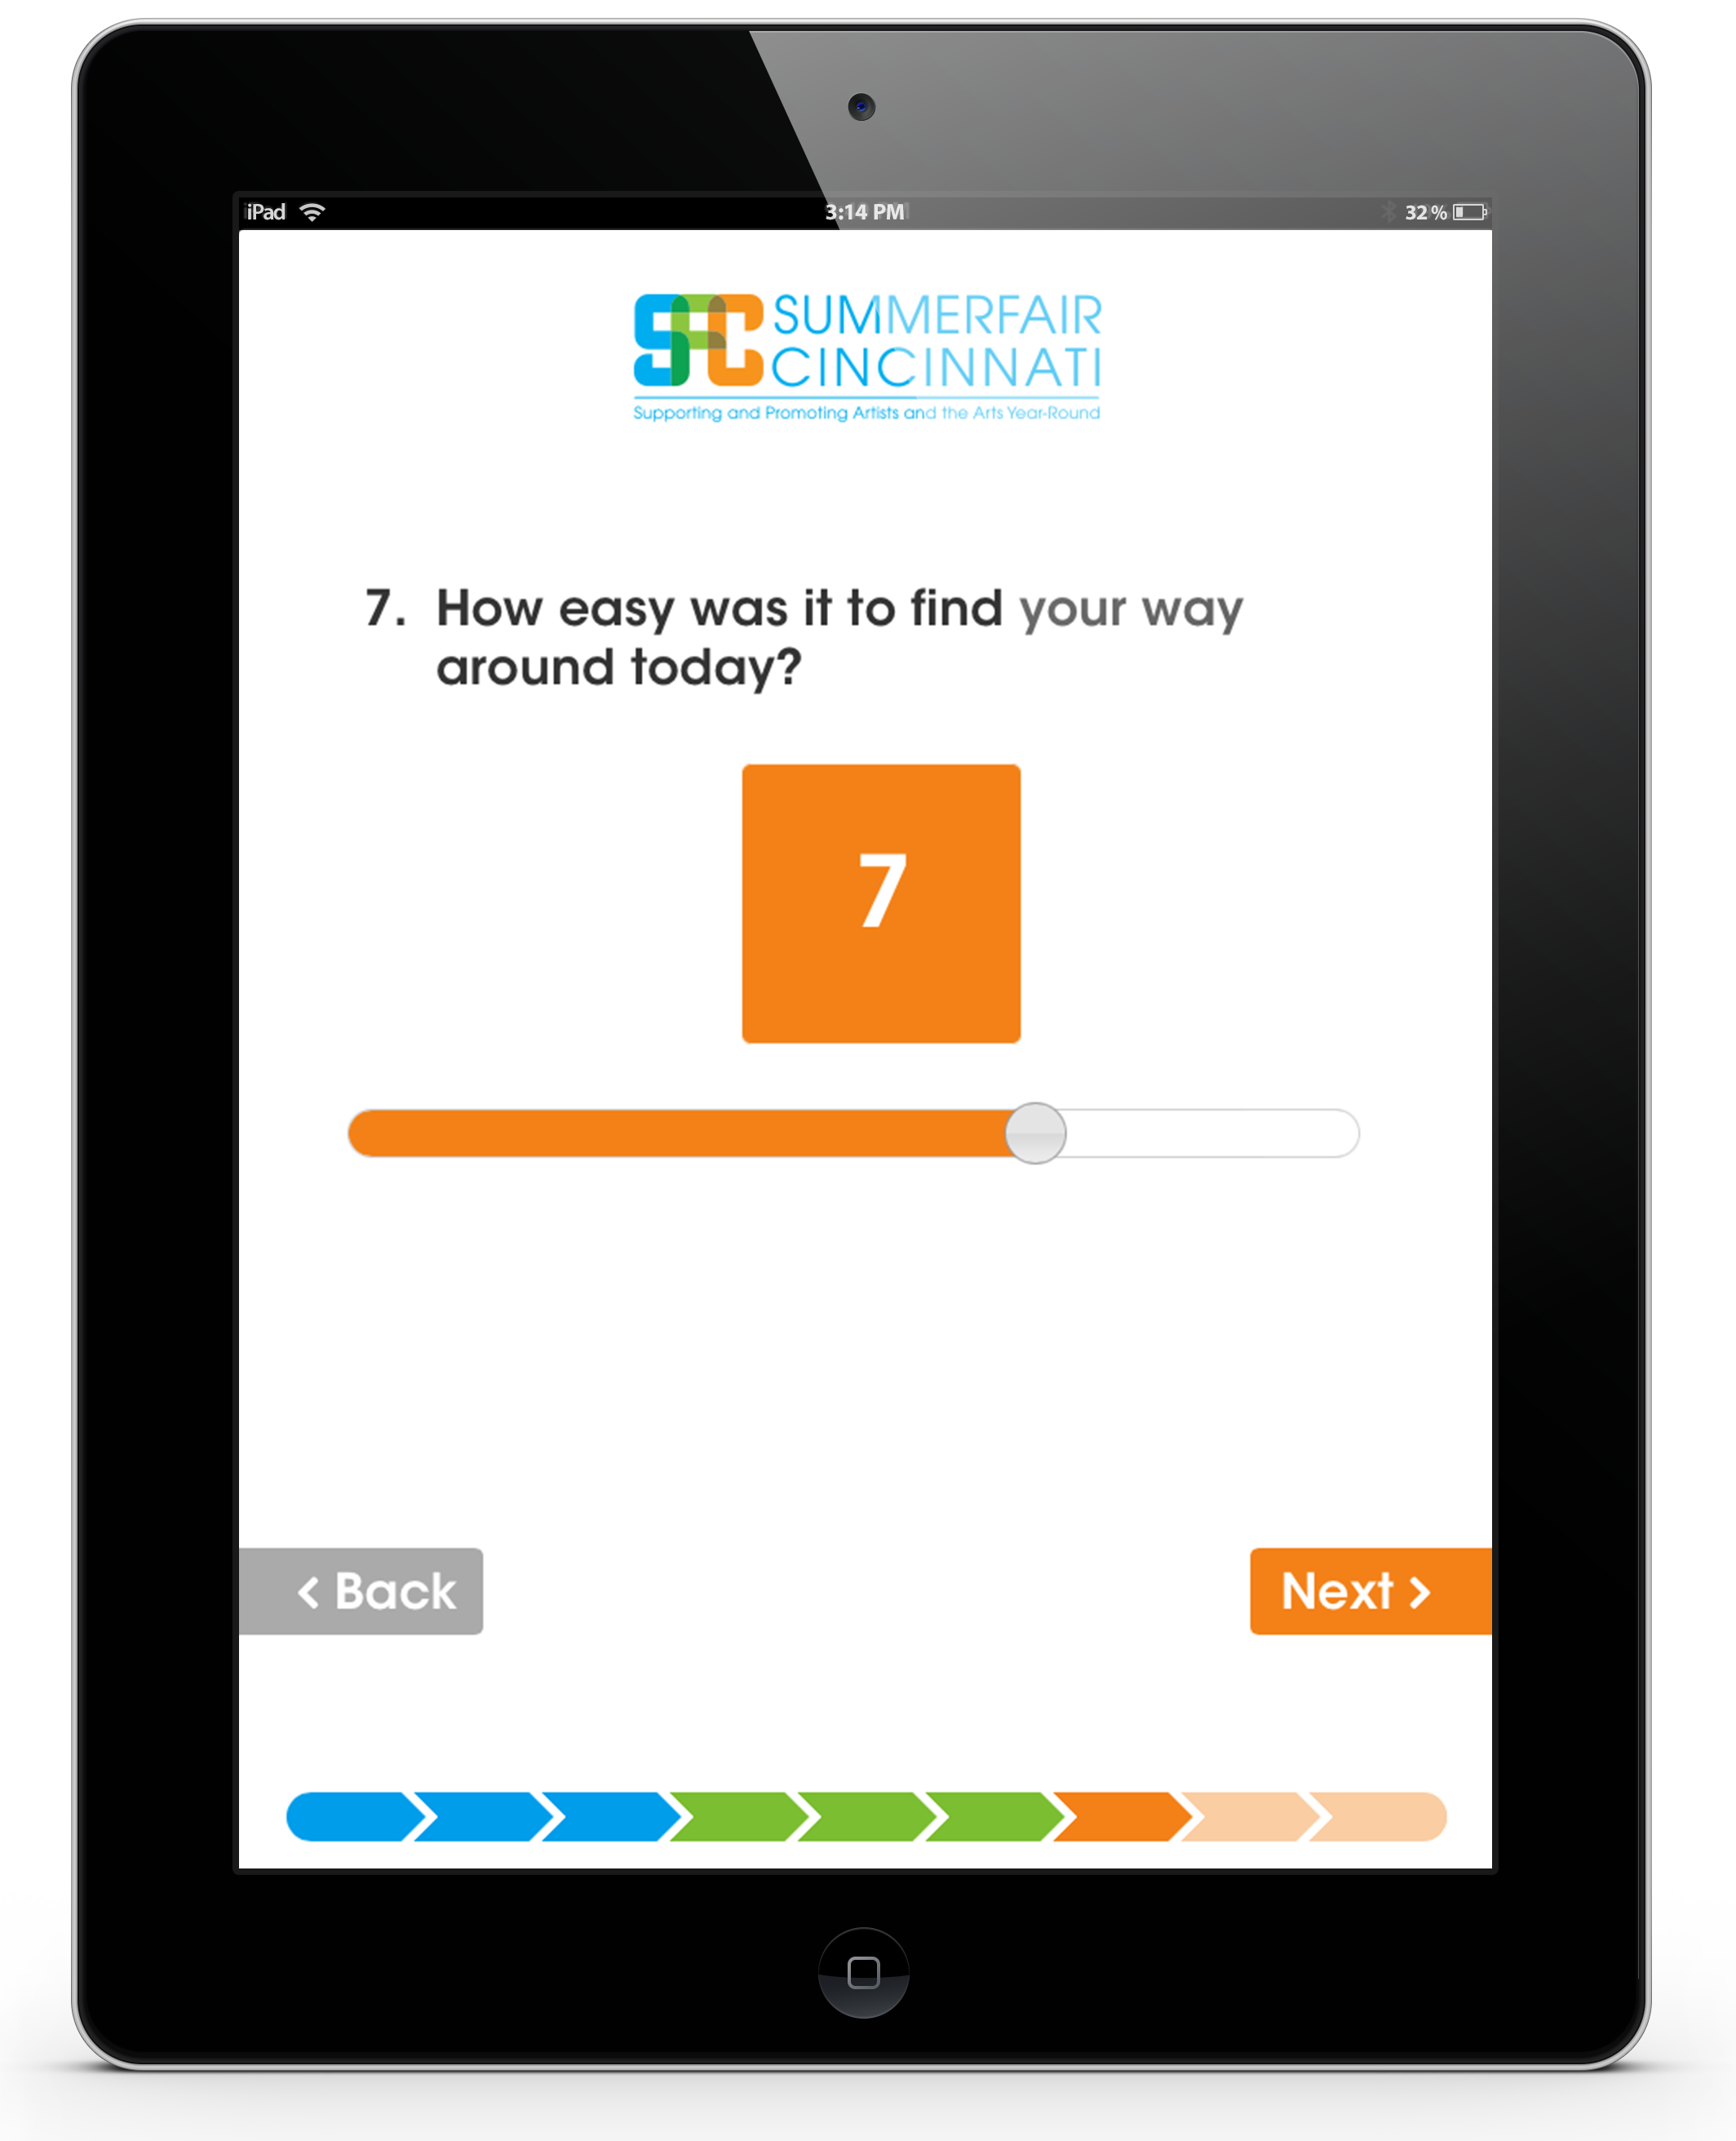 iPad 3:14 PM 32%
SFC SUMMERFAIR
CINCINNATI
Supporting and Promoting Artists and the Arts Year-Round
7. How easy was it to find your way
around today?
7
< Back Next >